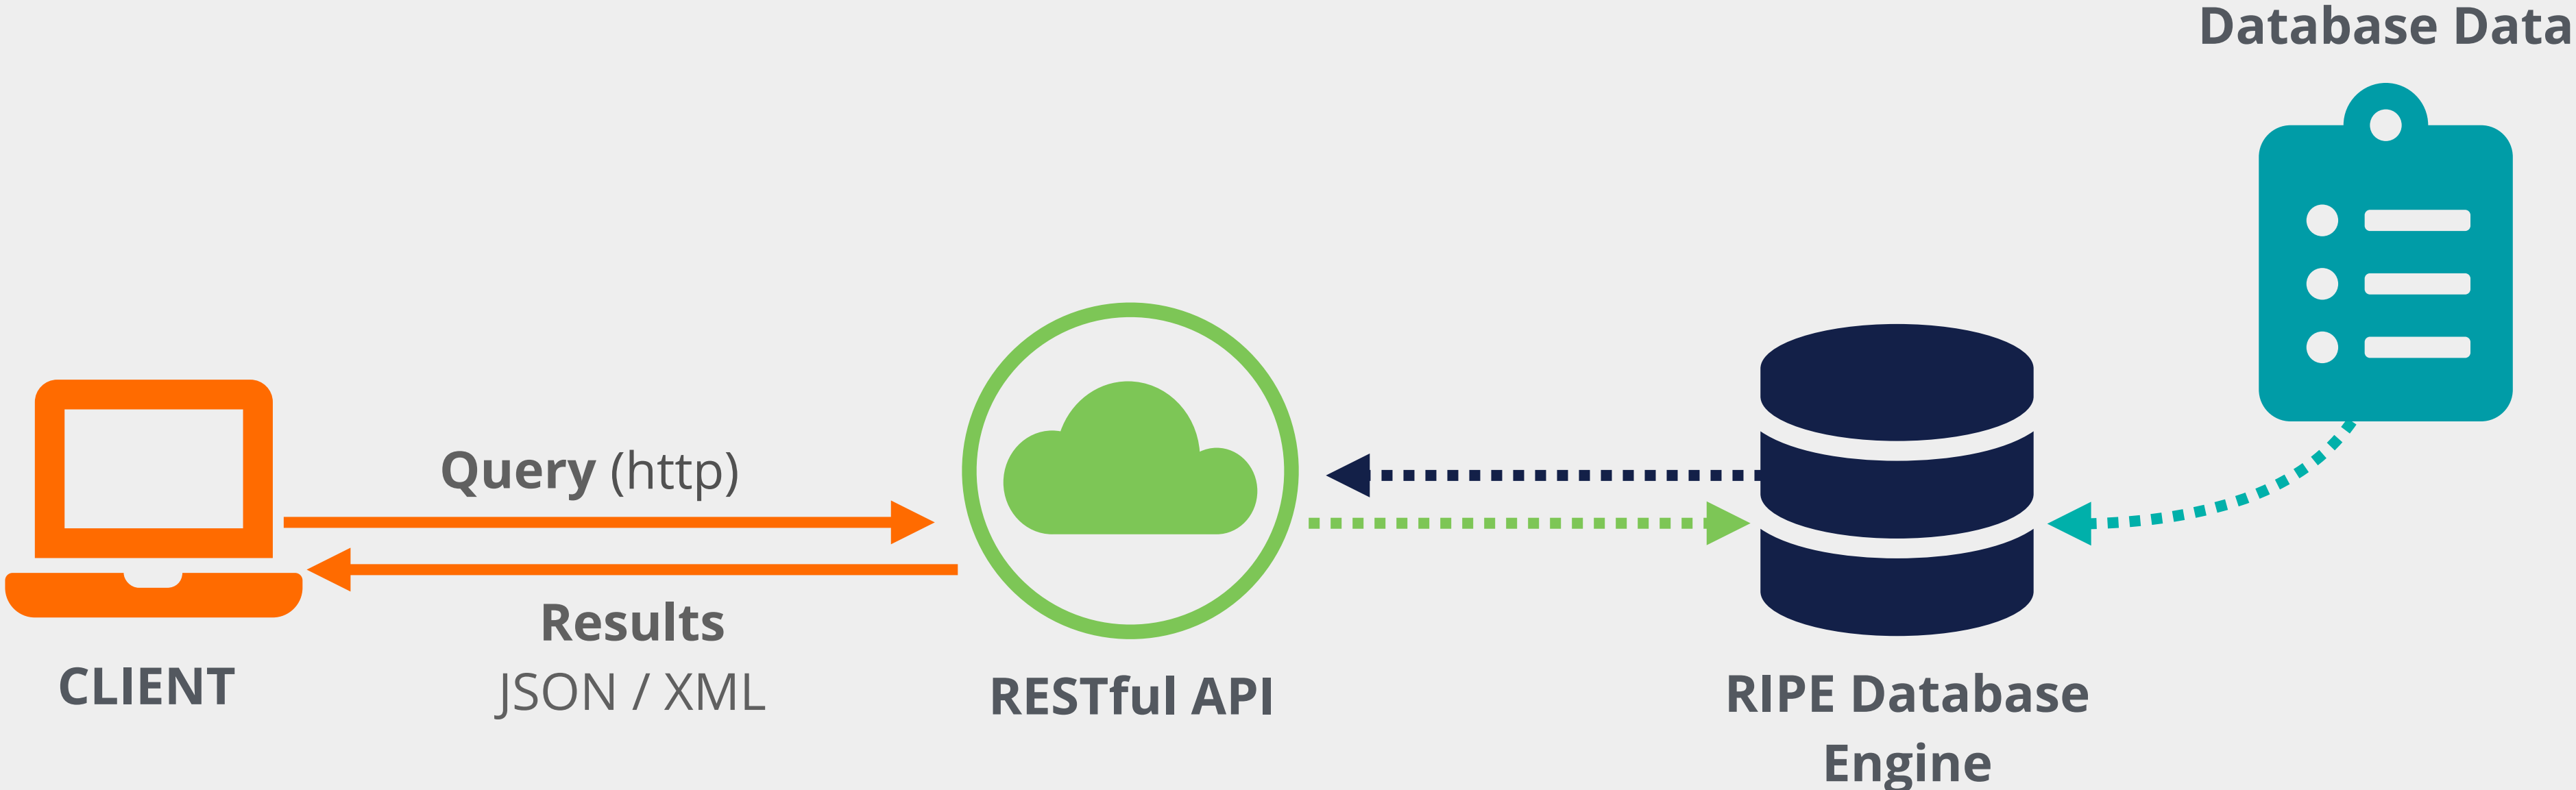 Database Data
Query (http)
Results
JSON / XML
CLIENT
RESTful API
RIPE Database
Engine